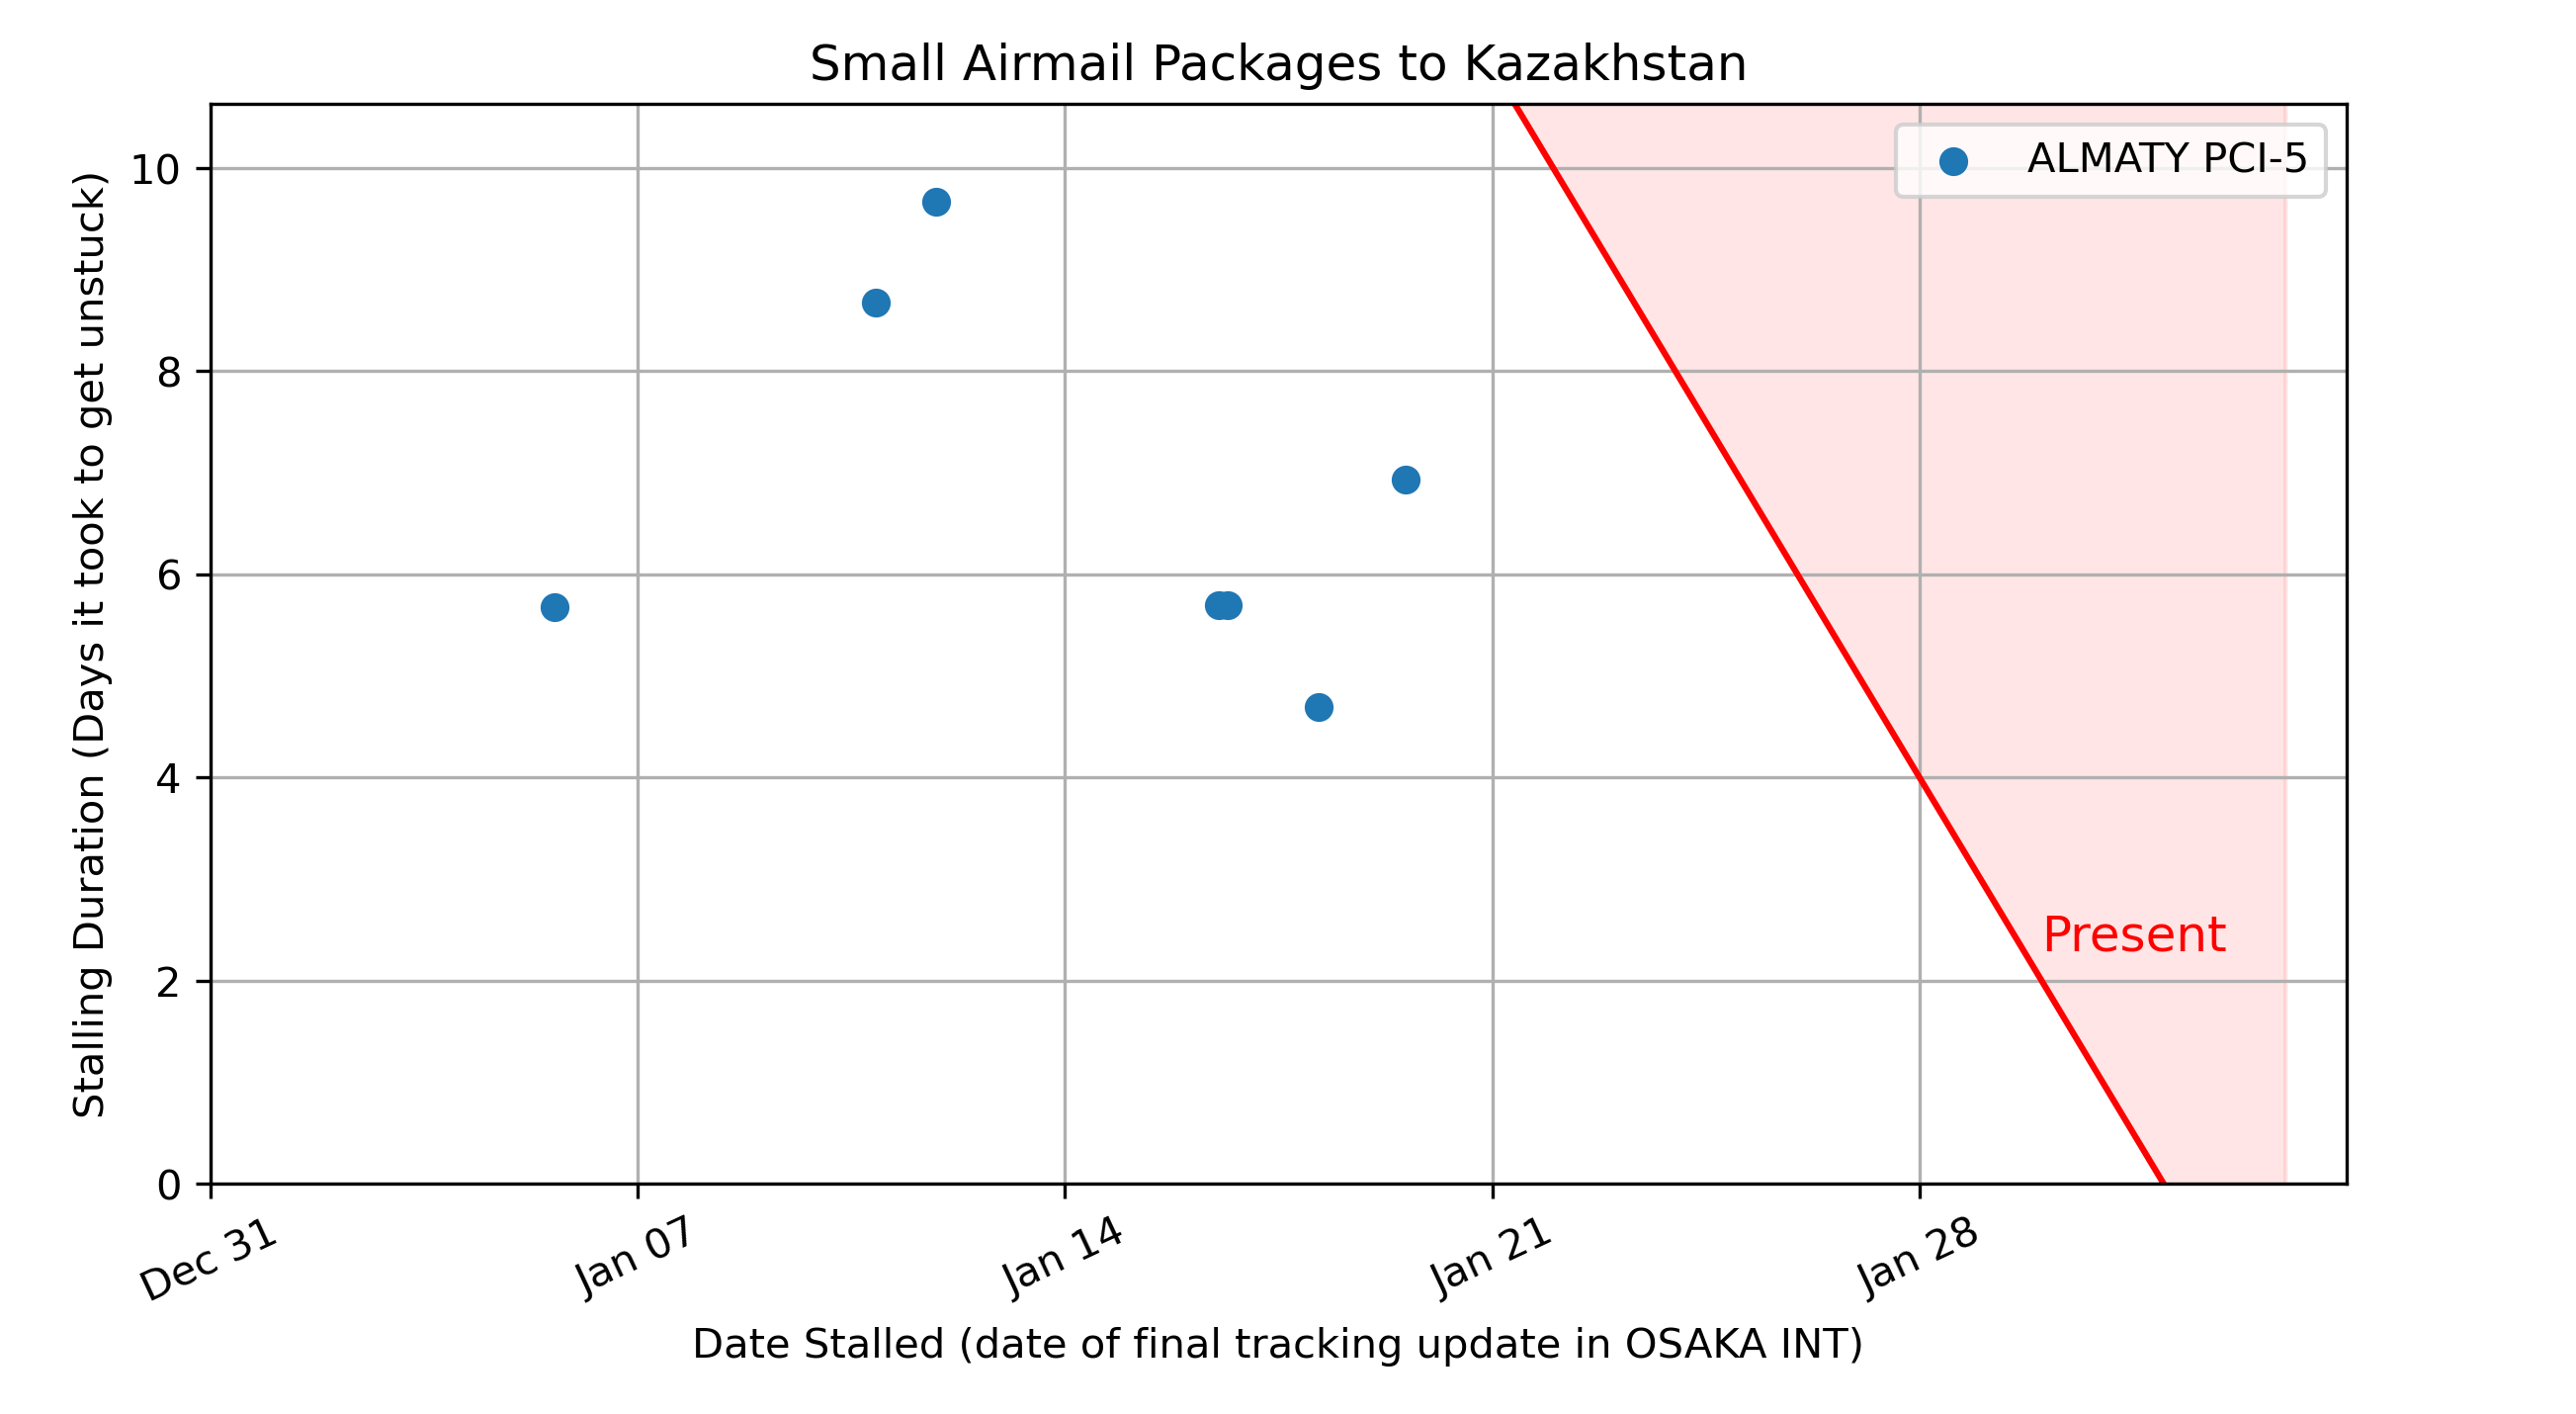 Small Airmail Packages to Kazakhstan
Stalling Duration (Days it took to get unstuck)
10
8
6
4
2
0
ALMATY PCI-5
Present
Dec 31
Jan 07
Jan 14
Jan 21
Jan 28
Date Stalled (date of final tracking update in OSAKA INT)